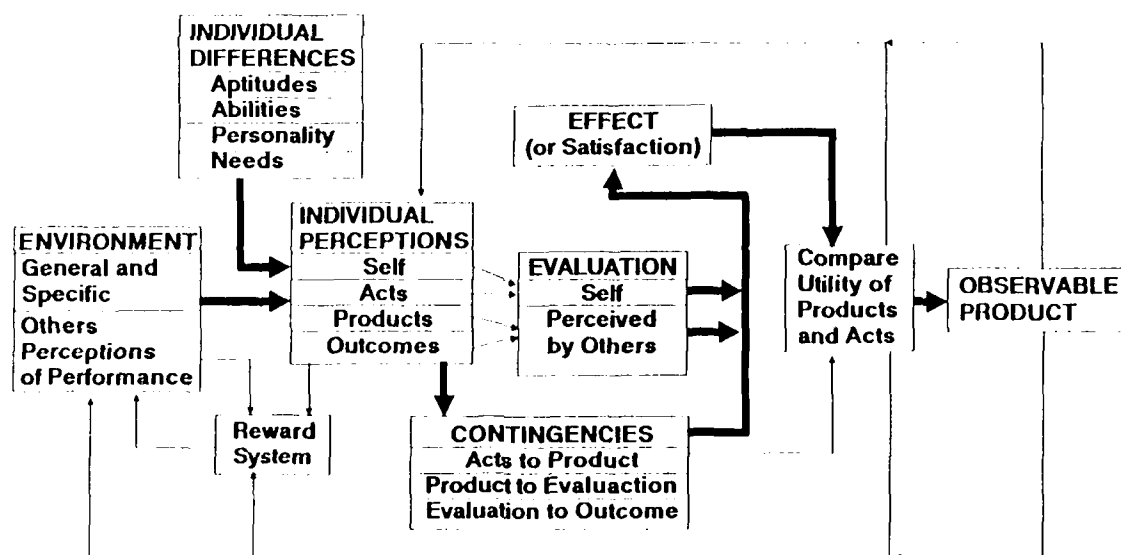 INDIVIDUAL
DIFFERENCES
Aptitudes
Abilities
Personality
Needs
EFFECT
(or Satisfaction)
ENVIRONMENT
General and
Specific
Others
Perceptions
of Performance
INDIVIDUAL
PERCEPTIONS
Self
Acts
Products
Outcomes
EVALUATION
Self
Perceived
by Others
Compare
Utility of
Products
and Acts
OBSERVABLE
PRODUCT
Reward
System
CONTINGENCIES
Acts to Product
Product to Evaluaction
Evaluation to Outcome